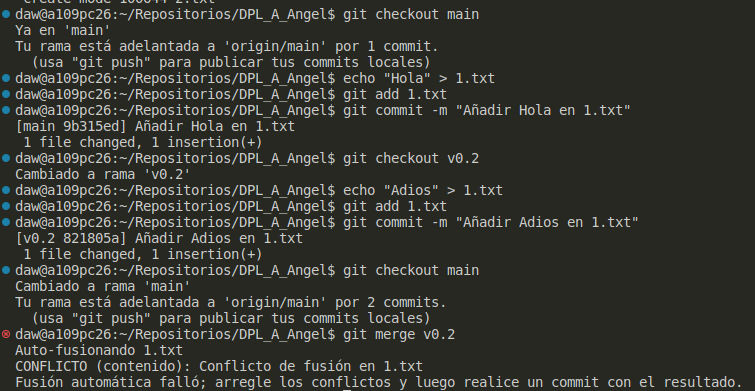 create mode 100644 2.txt
daw@a109pc26:~/Repositorios/DPL_A_Angel$ git checkout main
Ya en 'main'
Tu rama está adelantada a 'origin/main' por 1 commit.
  (usa "git push" para publicar tus commits locales)
daw@a109pc26:~/Repositorios/DPL_A_Angel$ echo "Hola" > 1.txt
daw@a109pc26:~/Repositorios/DPL_A_Angel$ git add 1.txt
daw@a109pc26:~/Repositorios/DPL_A_Angel$ git commit -m "Añadir Hola en 1.txt"
[main 9b315ed] Añadir Hola en 1.txt
 1 file changed, 1 insertion(+)
daw@a109pc26:~/Repositorios/DPL_A_Angel$ git checkout v0.2
Cambiado a rama 'v0.2'
daw@a109pc26:~/Repositorios/DPL_A_Angel$ echo "Adios" > 1.txt
daw@a109pc26:~/Repositorios/DPL_A_Angel$ git add 1.txt
daw@a109pc26:~/Repositorios/DPL_A_Angel$ git commit -m "Añadir Adios en 1.txt"
[v0.2 821805a] Añadir Adios en 1.txt
 1 file changed, 1 insertion(+)
daw@a109pc26:~/Repositorios/DPL_A_Angel$ git checkout main
Cambiado a rama 'main'
Tu rama está adelantada a 'origin/main' por 2 commits.
  (usa "git push" para publicar tus commits locales)
daw@a109pc26:~/Repositorios/DPL_A_Angel$ git merge v0.2
Auto-fusionando 1.txt
CONFLICTO (contenido): Conflicto de fusión en 1.txt
Fusión automática falló; arregle los conflictos y luego realice un commit con el resultado.